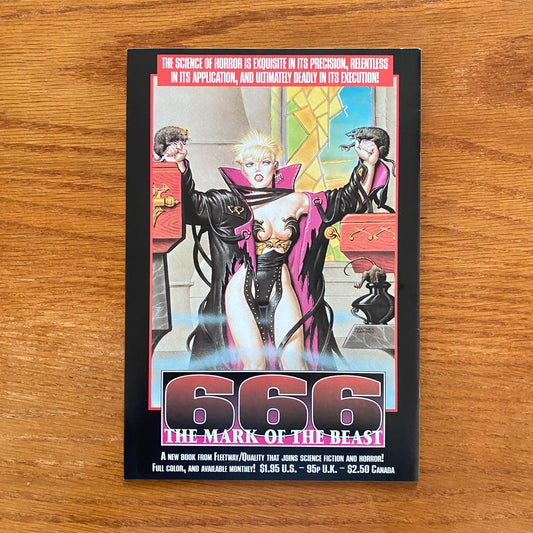 THE SCIENCE OF HORROR IS EXQUISITE IN ITS PRECISION, RELENTLESS
IN ITS APPLICATION, AND ULTIMATELY DEADLY IN ITS EXECUTION!
666
THE MARK OF THE BEAST
A NEW BOOK FROM FLEETWAY/QUALITY THAT JOINS SCIENCE FICTION AND HORROR!
FULL COLOR, AND AVAILABLE MONTHLY! $1.95 U.S. – 95P U.K. – $2.50 CANADA